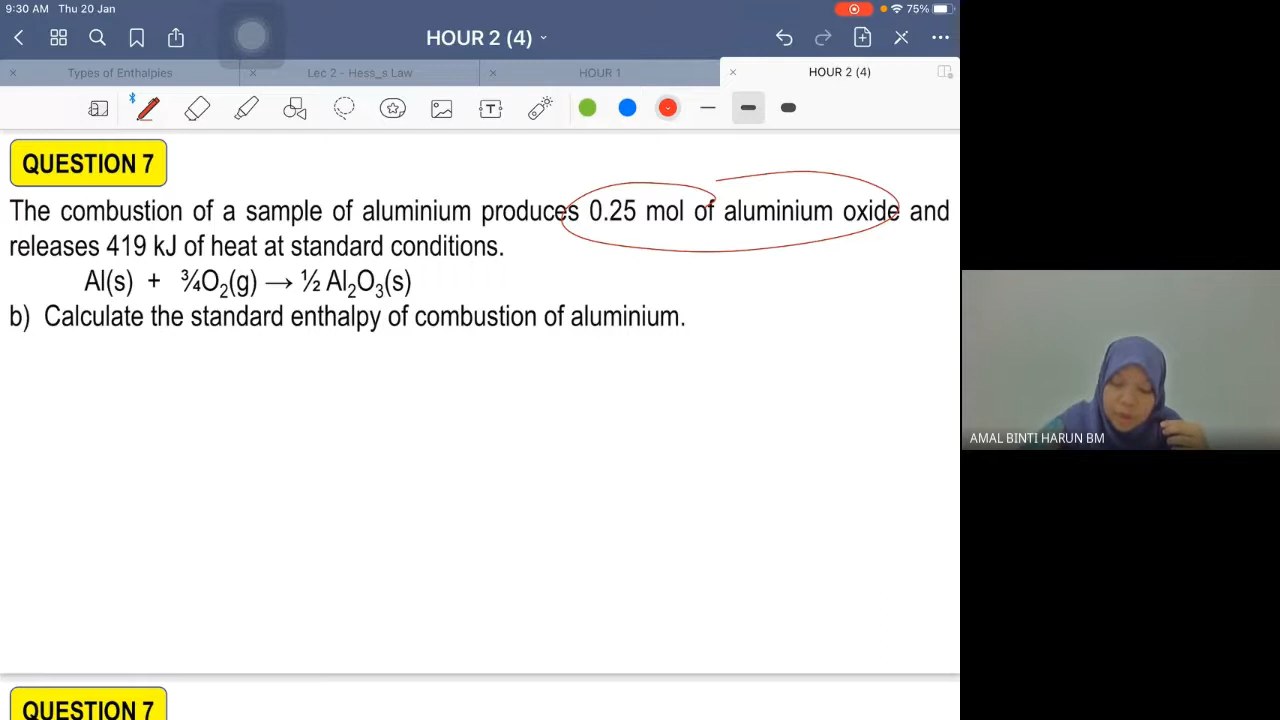 9:30 AM Thu 20 Jan
75%
HOUR 2 (4)
Types of Enthalpies
Lec 2 - Hess_s Law
HOUR 1
HOUR 2 (4)
QUESTION 7
The combustion of a sample of aluminium produces 0.25 mol of aluminium oxide and
releases 419 kJ of heat at standard conditions.
Al(s) + ¾O₂(g) → ½ Al₂O₃(s)
b) Calculate the standard enthalpy of combustion of aluminium.
AMAL BINTI HARUN BM
QUESTION 7